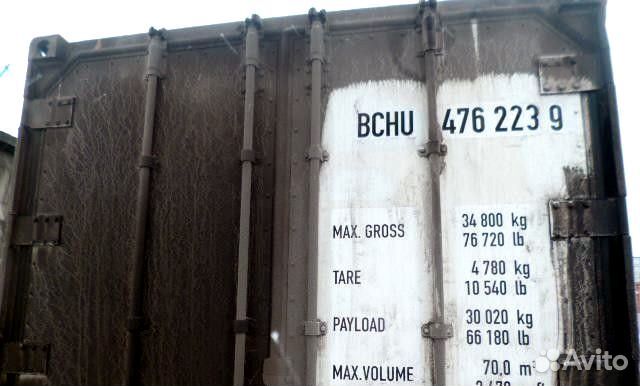 BCHU 476 223 9
MAX. GROSS 34 800 kg
76 720 lb
TARE 4 780 kg
10 540 lb
PAYLOAD 30 020 kg
66 180 lb
MAX.VOLUME 70,0 m
Avito